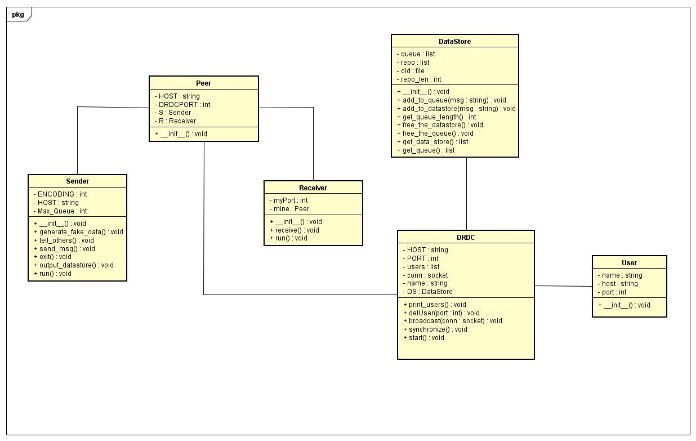 pkg
DataStore
- queue : list
- repo : list
- old : file
- repo_len : int
+ __init__() : void
+ add_to_queue(msg : string) : void
+ add_to_datastore(msg : string) : void
+ get_queue_length() : int
+ free_the_datastore() : void
+ free_the_queue() : void
+ get_data_store() : list
+ get_queue() : list
Peer
- HOST : string
- DRDCPORT : int
- S : Sender
- R : Receiver
+ __init__() : void
Sender
- ENCODING : int
- HOST : string
- Max_Queue : int
+ __init__() : void
+ generate_fake_data() : void
+ tell_others() : void
+ send_msg() : void
+ exit() : void
+ output_datastore() : void
+ run() : void
Receiver
- myPort : int
- mine : Peer
+ __init__() : void
+ receive() : void
+ run() : void
DRDC
- HOST : string
- PORT : int
- users : list
- conn : socket
- name : string
- DS : DataStore
+ print_users() : void
+ delUser(port : int) : void
+ broadcast(conn : socket) : void
+ synchronize() : void
+ start() : void
User
- name : string
- host : string
- port : int
+ __init__() : void